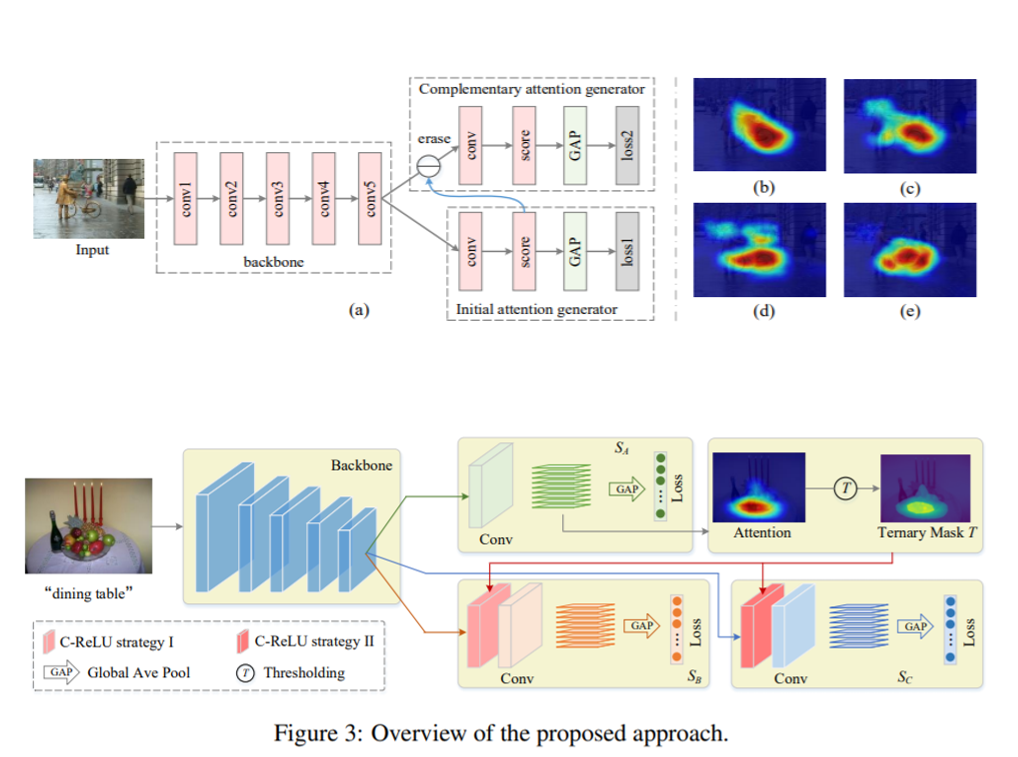 Complementary attention generator
erase
conv
score
GAP
loss2
conv1
conv2
conv3
conv4
conv5
Input
backbone
conv
score
GAP
loss1
Initial attention generator
(a)
(b)
(c)
(d)
(e)
Backbone
"dining table"
S_A
GAP
Loss
Conv
T
Attention
Ternary Mask T
C-ReLU strategy I
C-ReLU strategy II
GAP
Global Ave Pool
T
Thresholding
GAP
Loss
Conv
S_B
GAP
Loss
Conv
S_C
Figure 3: Overview of the proposed approach.